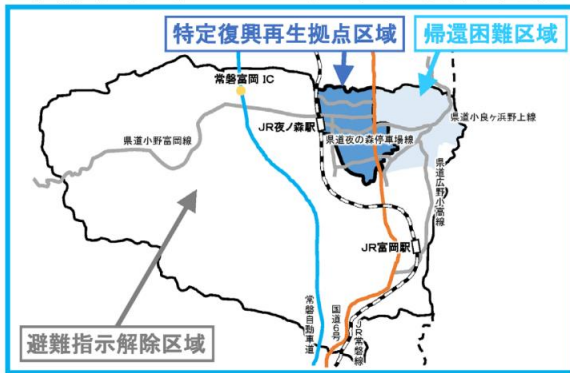 特定復興再生拠点区域
帰還困難区域
常磐富岡 IC
JR夜ノ森駅
県道小良ヶ浜野上線
県道夜の森停車場線
県道小野富岡線
県道広野小高線
JR富岡駅
避難指示解除区域
常磐自動車道
国道6号
JR常磐線